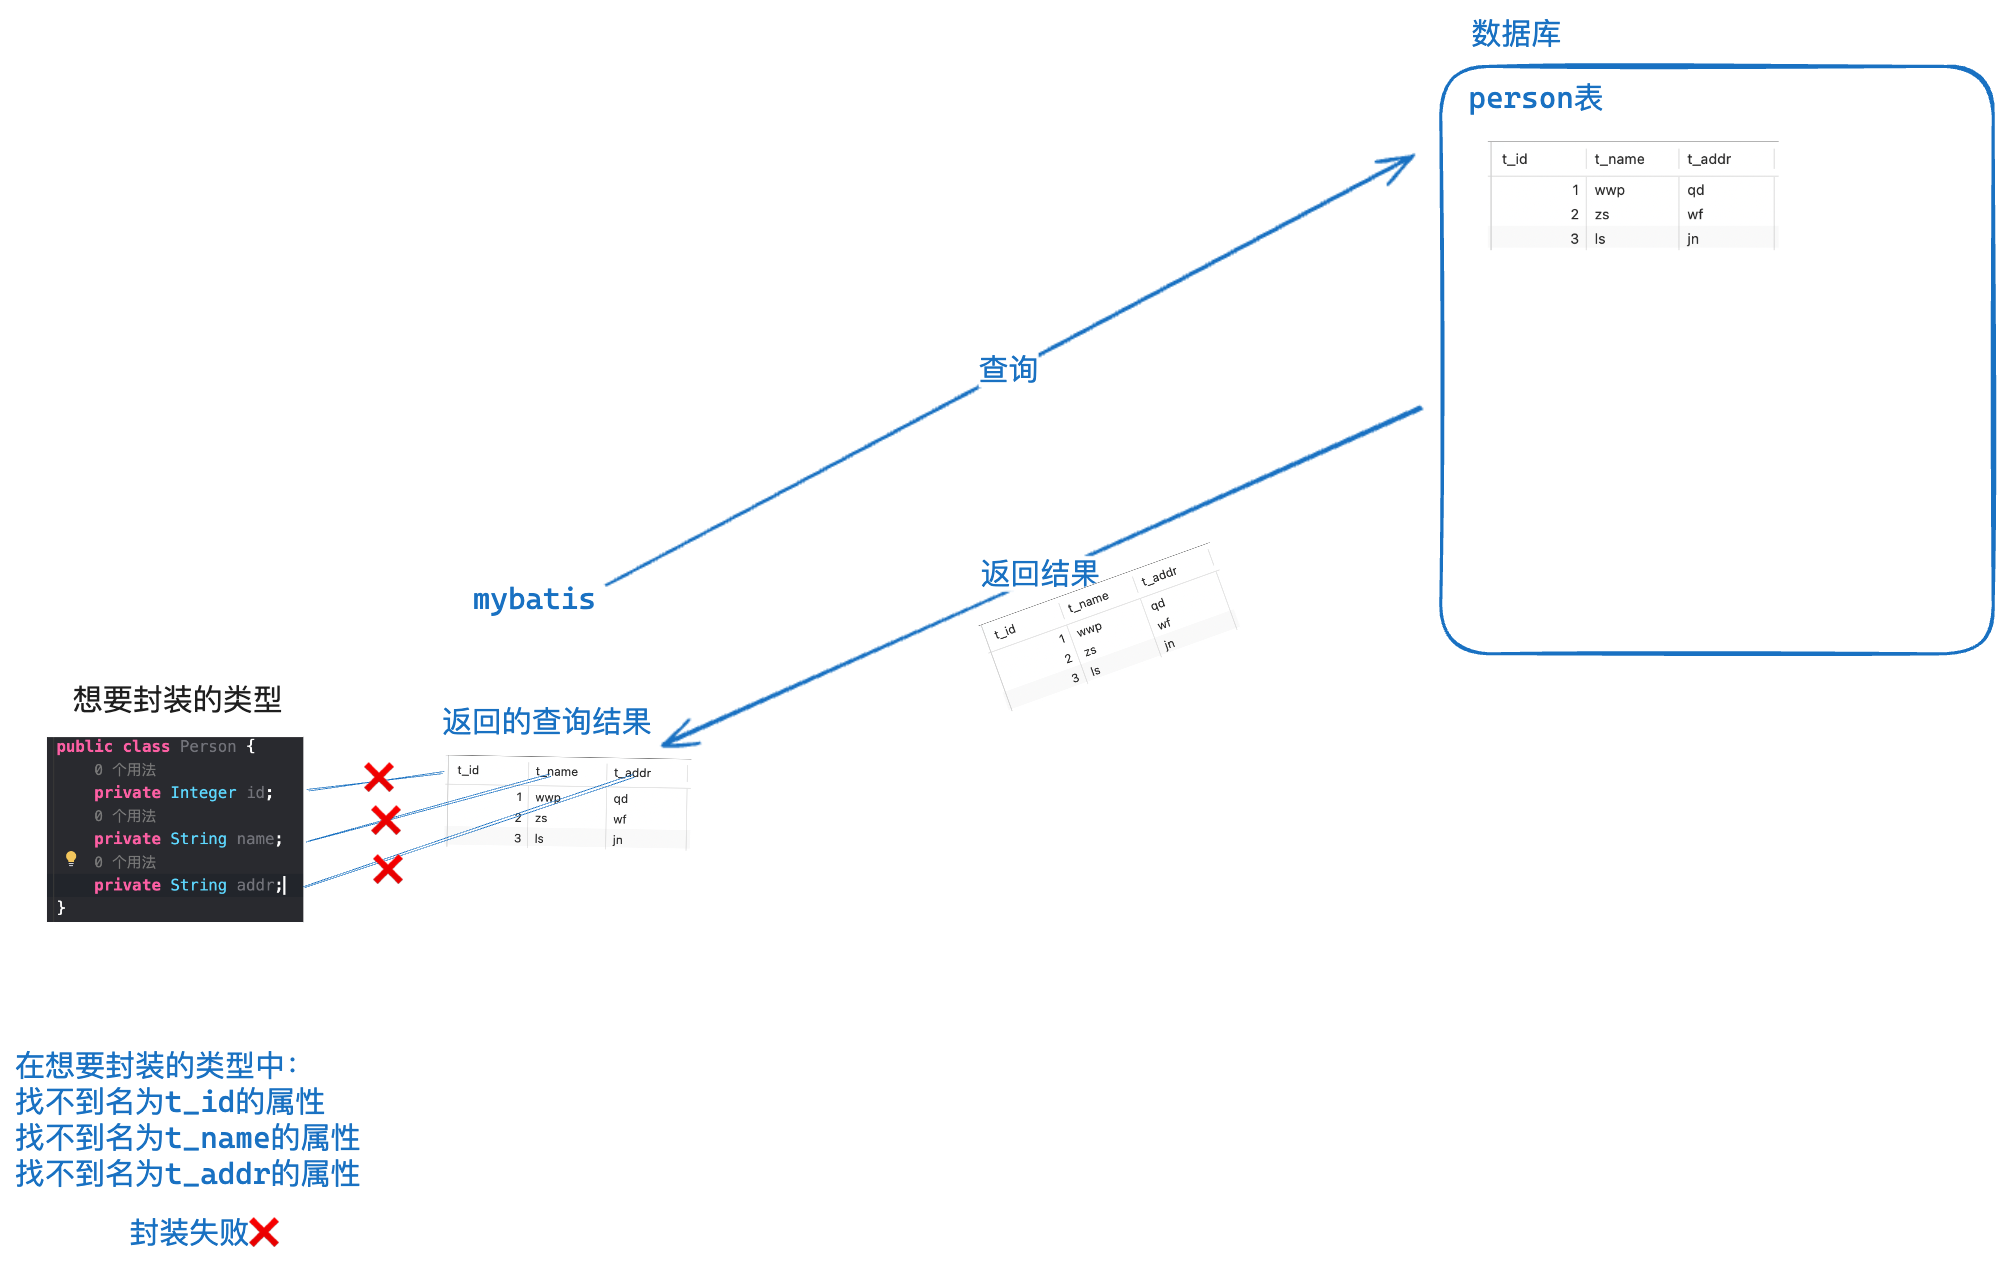 数据库
person表
t_id t_name t_addr
1 wwp qd
2 zs wf
3 ls jn
查询
返回结果
t_id t_name t_addr
1 wwp qd
2 zs wf
3 ls jn
mybatis
想要封装的类型
public class Person {
0 个用法
private Integer id;
0 个用法
private String name;
0 个用法
private String addr;
}
返回的查询结果
t_id t_name t_addr
1 wwp qd
2 zs wf
3 ls jn
在想要封装的类型中:
找不到名为t_id的属性
找不到名为t_name的属性
找不到名为t_addr的属性
封装失败❌